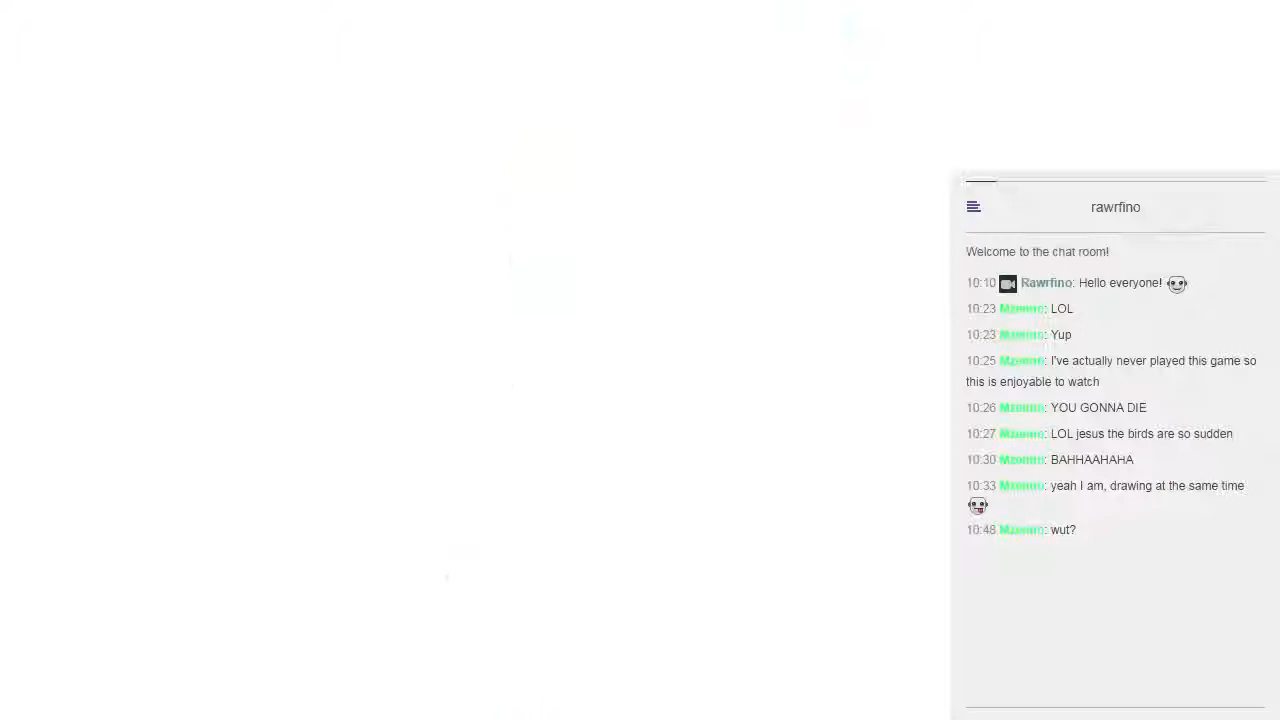 rawrfino
Welcome to the chat room!
10:10 Rawrfino: Hello everyone!
10:23 : LOL
10:23 : Yup
10:25 : I've actually never played this game so
this is enjoyable to watch
10:26 : YOU GONNA DIE
10:27 : LOL jesus the birds are so sudden
10:30 : BAHHAAHAHA
10:33 : yeah I am, drawing at the same time
10:48 : wut?